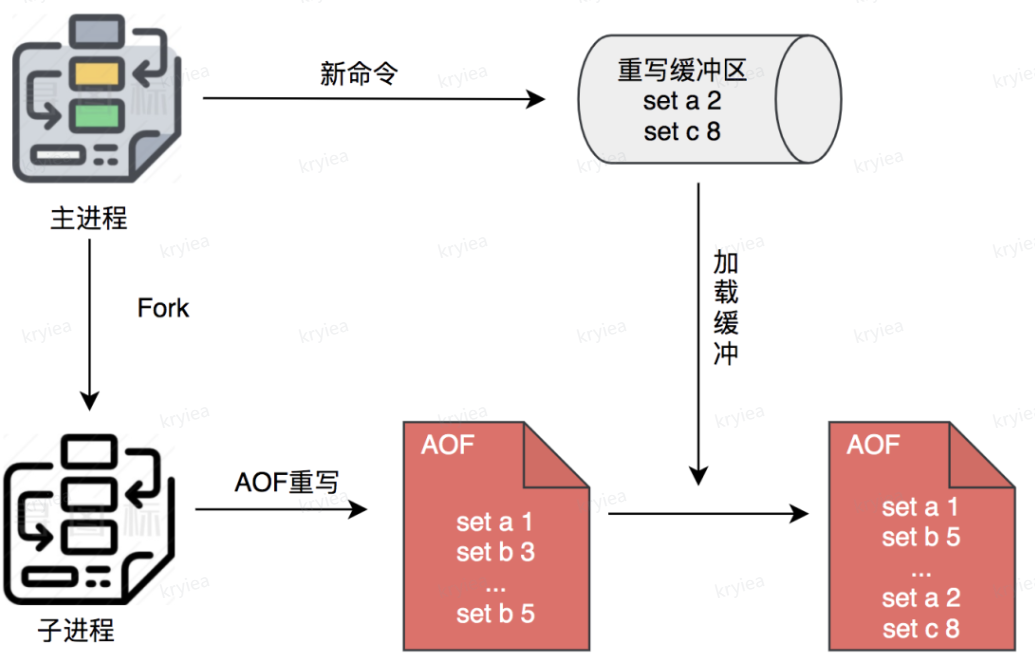 新命令
重写缓冲区
set a 2
set c 8
主进程
Fork
加载缓冲
AOF重写
子进程
AOF
set a 1
set b 3
...
set b 5
AOF
set a 1
set b 5
...
set a 2
set c 8
kryiea